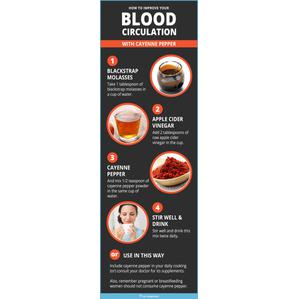 HOW TO IMPROVE YOUR
BLOOD
CIRCULATION
WITH CAYENNE PEPPER
1
BLACKSTRAP
MOLASSES
Take 1 tablespoon of
blackstrap molasses in
a cup of water.
2
APPLE CIDER
VINEGAR
Add 2 tablespoons of
raw apple cider
vinegar in the cup.
3
CAYENNE
PEPPER
And mix 1/2 teaspoon of
cayenne pepper powder
in the same cup of
water.
4
STIR WELL &
DRINK
Stir well and drink this
mix twice daily.
OR
USE IN THIS WAY
Include cayenne pepper in your daily cooking
(or) consult your doctor for its supplements
Also, remember pregnant or breastfeeding
women should not consume cayenne pepper.